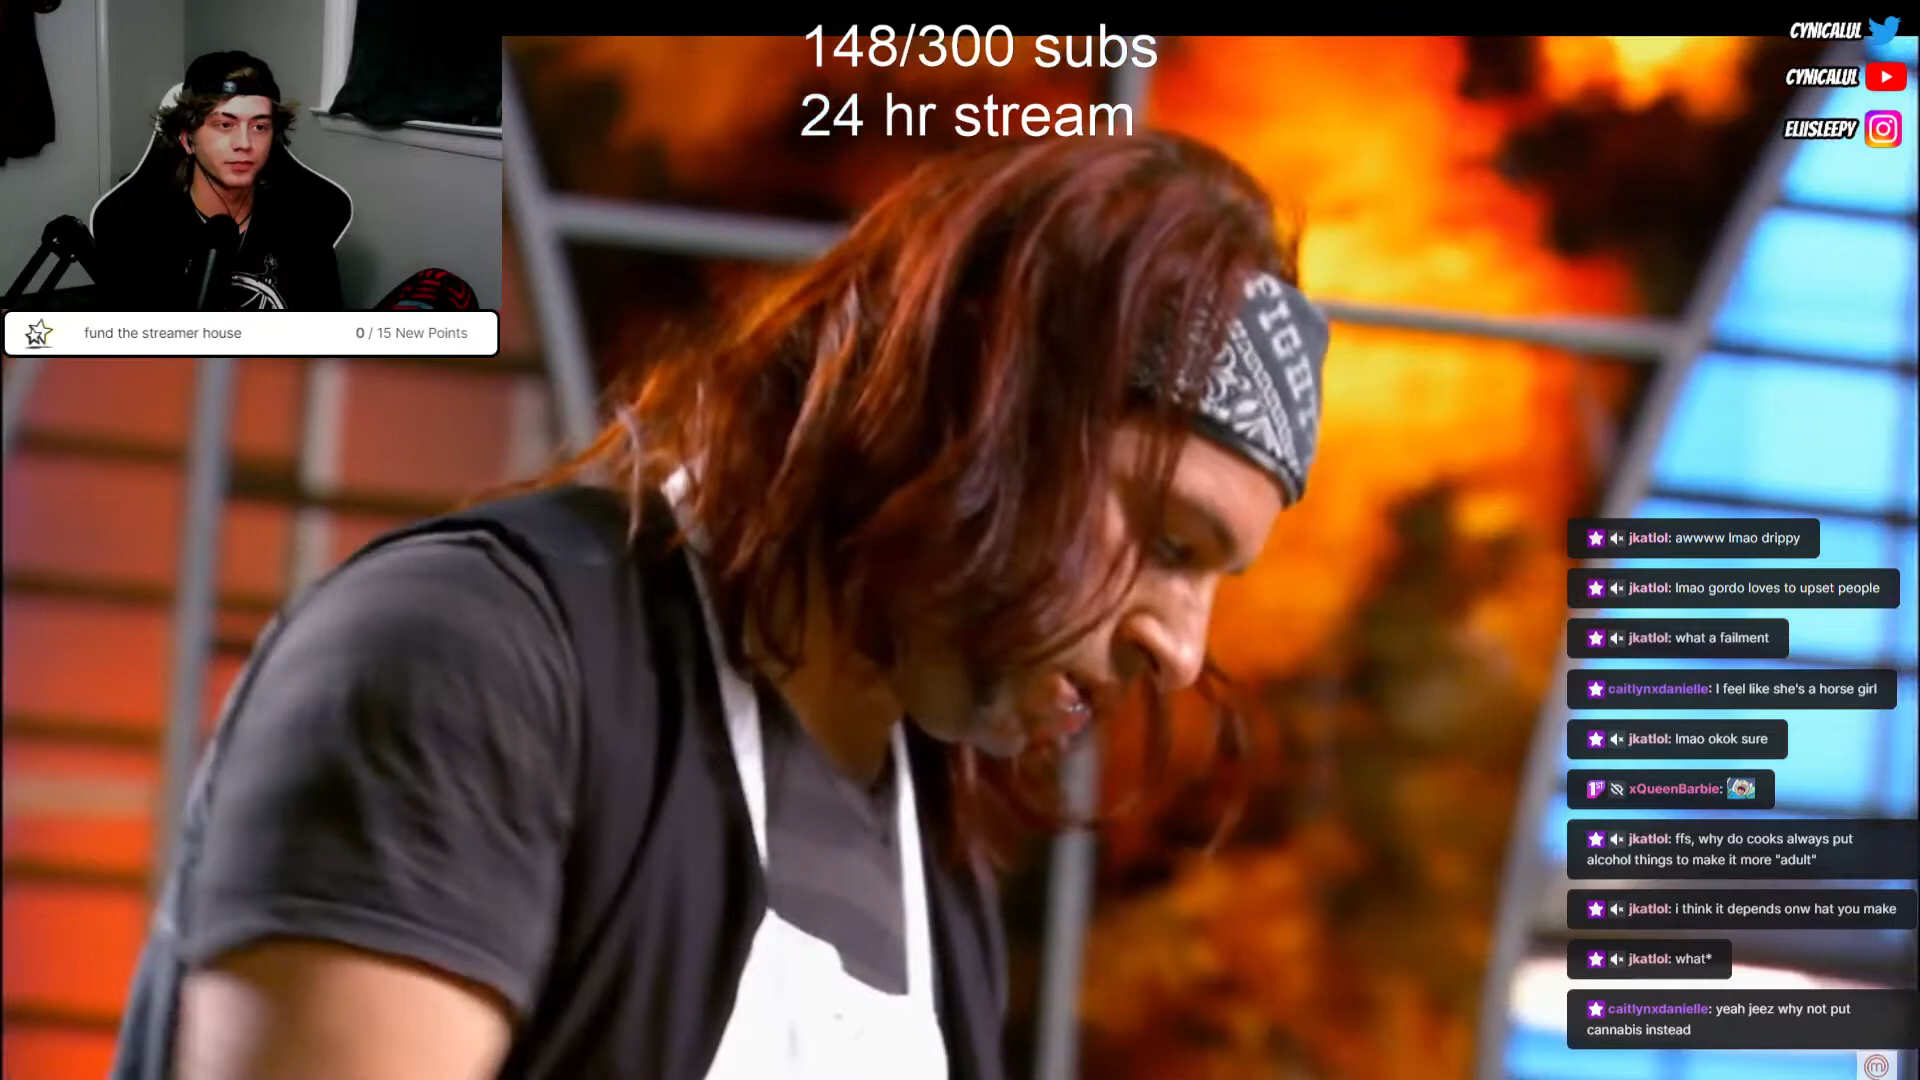 148/300 subs
24 hr stream
CYNICALUL
CYNICALUL
ELIISLEEPY
fund the streamer house
0 / 15 New Points
FIGHT
jkatlol: awwww lmao drippy
jkatlol: lmao gordo loves to upset people
jkatlol: what a failment
caitlynxdanielle: I feel like she's a horse girl
jkatlol: lmao okok sure
1ST xQueenBarbie:
jkatlol: ffs, why do cooks always put
alcohol things to make it more "adult"
jkatlol: i think it depends onw hat you make
jkatlol: what*
caitlynxdanielle: yeah jeez why not put
cannabis instead